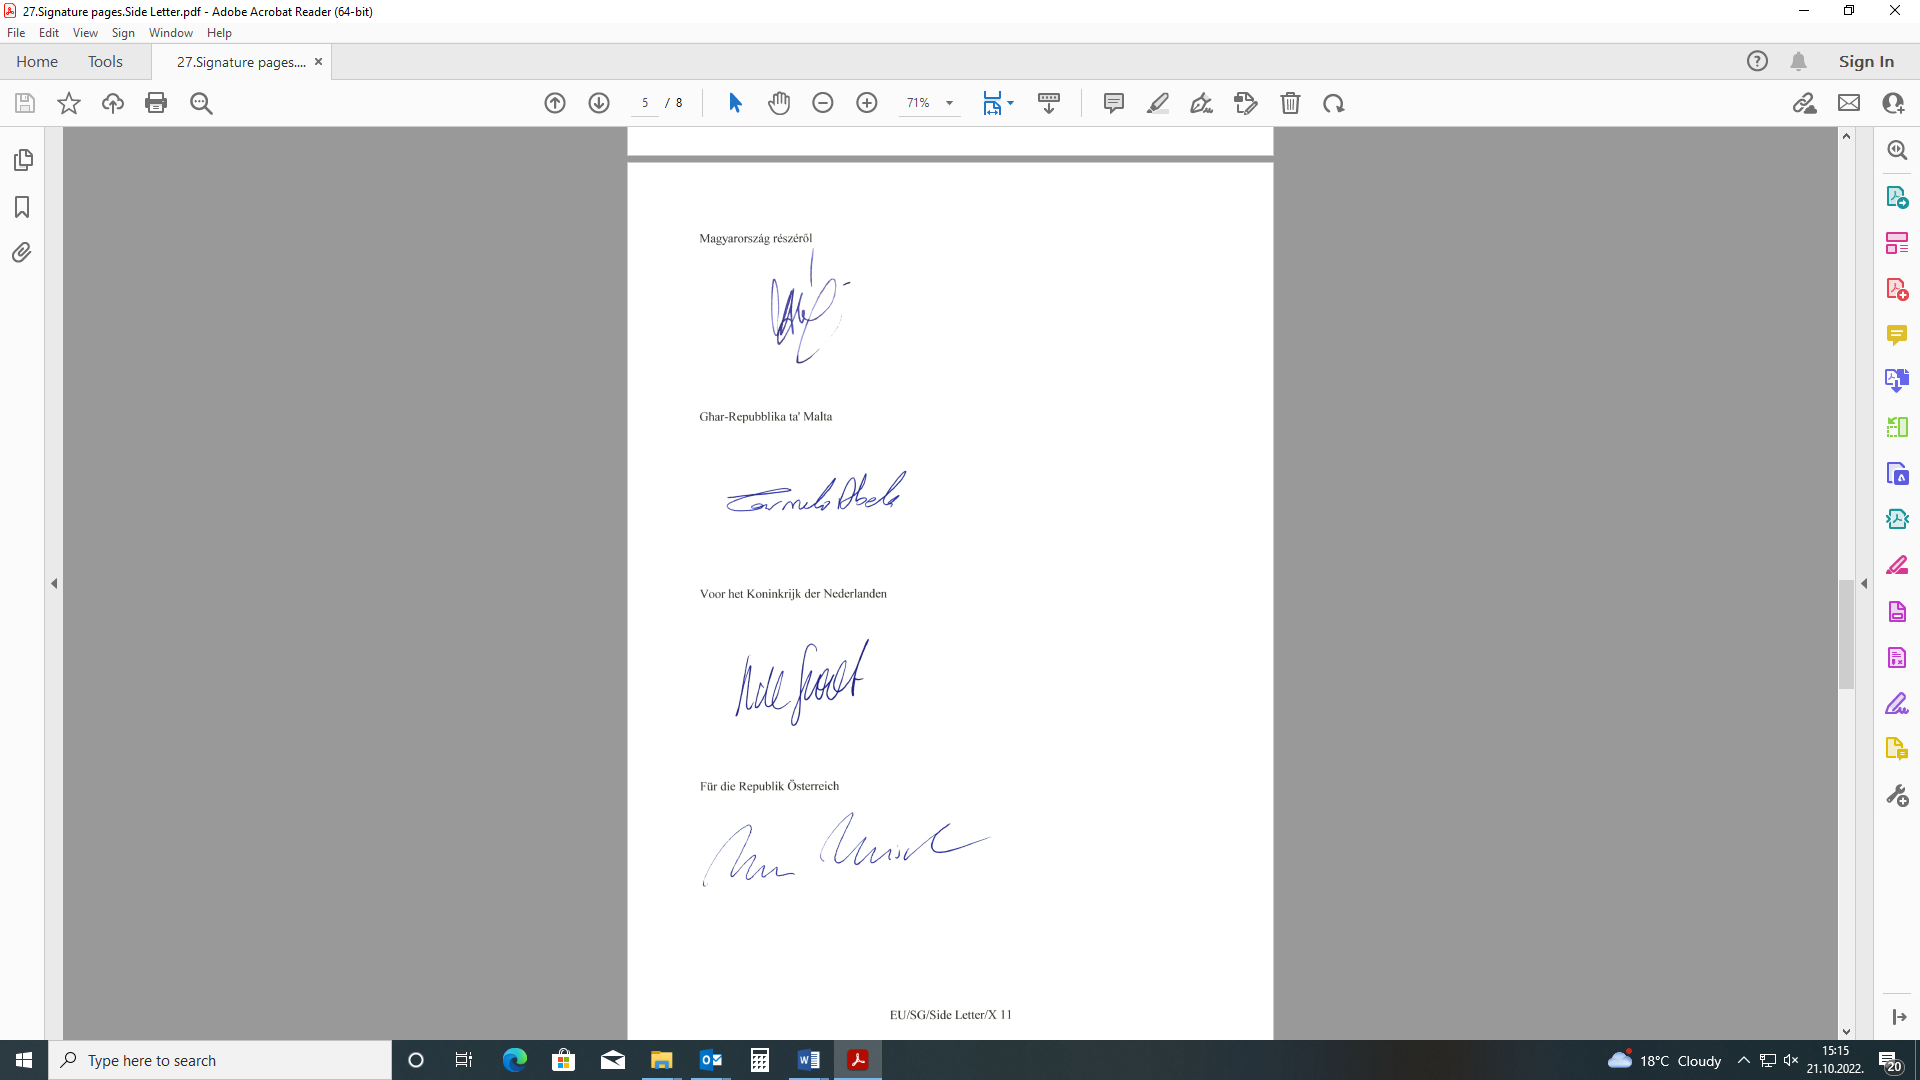 27.Signature pages.Side Letter.pdf - Adobe Acrobat Reader (64-bit)
File Edit View Sign Window Help
Home Tools 27.Signature pages.... Sign In
5 / 8 71%
Magyarország részéről
Għar-Repubblika ta' Malta
Carmelo Abela
Voor het Koninkrijk der Nederlanden
Für die Republik Österreich
EU/SG/Side Letter/X 11
Type here to search
18°C Cloudy
15:15
21.10.2022.
20